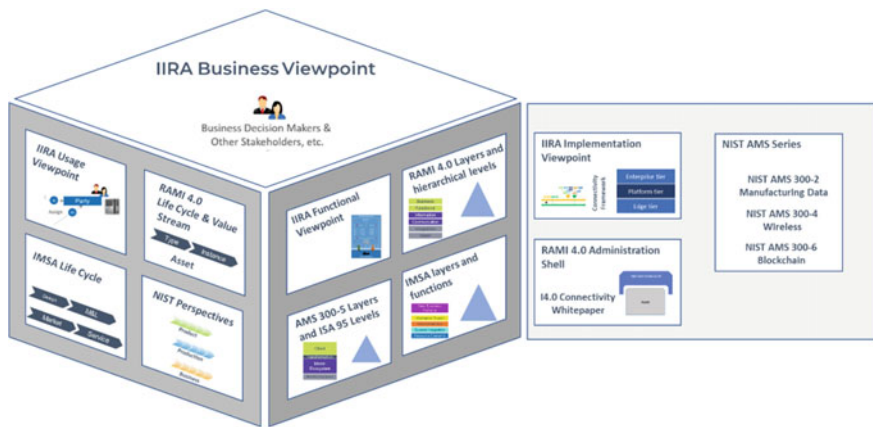 IIRA Business Viewpoint
Business Decision Makers &
Other Stakeholders, etc.
IIRA Usage
Viewpoint
Party
RAMI 4.0
Life Cycle & Value
Stream
Type
Instance
Asset
IMSA Life Cycle
Market
Service
NIST Perspectives
Product
Production
Business
IIRA Functional
Viewpoint
RAMI 4.0 Layers and
hierarchical levels
Business
Functional
Information
Communication
AMS 300-5 Layers
and ISA 95 Levels
IMSA layers and
functions
IIRA Implementation
Viewpoint
Connectivity
Framework
Enterprise tier
Platform tier
Edge tier
RAMI 4.0 Administration
Shell
I4.0 Connectivity
Whitepaper
NIST AMS Series
NIST AMS 300-2
Manufacturing Data
NIST AMS 300-4
Wireless
NIST AMS 300-6
Blockchain